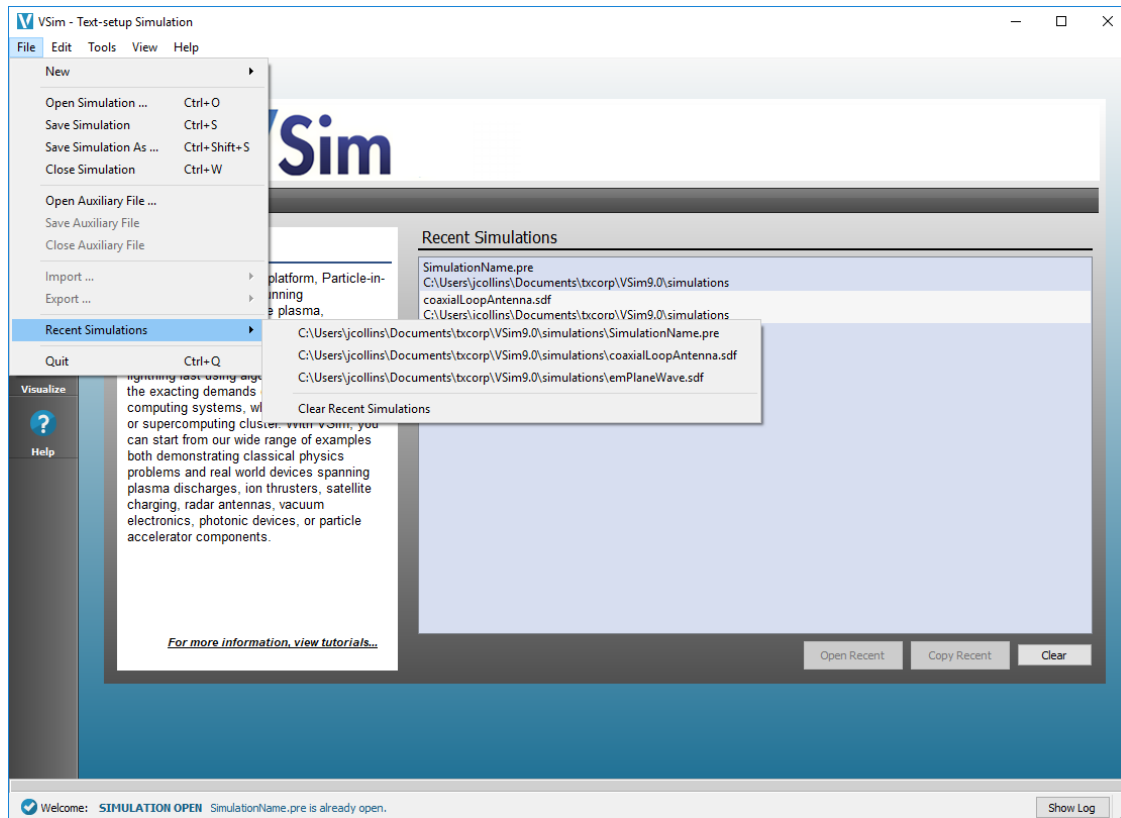 VSim - Text-setup Simulation
File Edit Tools View Help
New
Open Simulation ... Ctrl+O
Save Simulation Ctrl+S
Save Simulation As ... Ctrl+Shift+S
Close Simulation Ctrl+W
Open Auxiliary File ...
Save Auxiliary File
Close Auxiliary File
Import ...
Export ...
Recent Simulations
Quit Ctrl+Q
Sim
Recent Simulations
SimulationName.pre
C:\Users\jcollins\Documents\txcorp\VSim9.0\simulations
coaxialLoopAntenna.sdf
C:\Users\jcollins\Documents\txcorp\VSim9.0\simulations
C:\Users\jcollins\Documents\txcorp\VSim9.0\simulations\SimulationName.pre
C:\Users\jcollins\Documents\txcorp\VSim9.0\simulations\coaxialLoopAntenna.sdf
C:\Users\jcollins\Documents\txcorp\VSim9.0\simulations\emPlaneWave.sdf
Clear Recent Simulations
Visualize
Help
platform, Particle-in-
plasma,
lightning fast using
the exacting demands
computing systems,
or supercomputing cluster. With VSim, you
can start from our wide range of examples
both demonstrating classical physics
problems and real world devices spanning
plasma discharges, ion thrusters, satellite
charging, radar antennas, vacuum
electronics, photonic devices, or particle
accelerator components.
For more information, view tutorials...
Open Recent Copy Recent Clear
Welcome: SIMULATION OPEN SimulationName.pre is already open.
Show Log